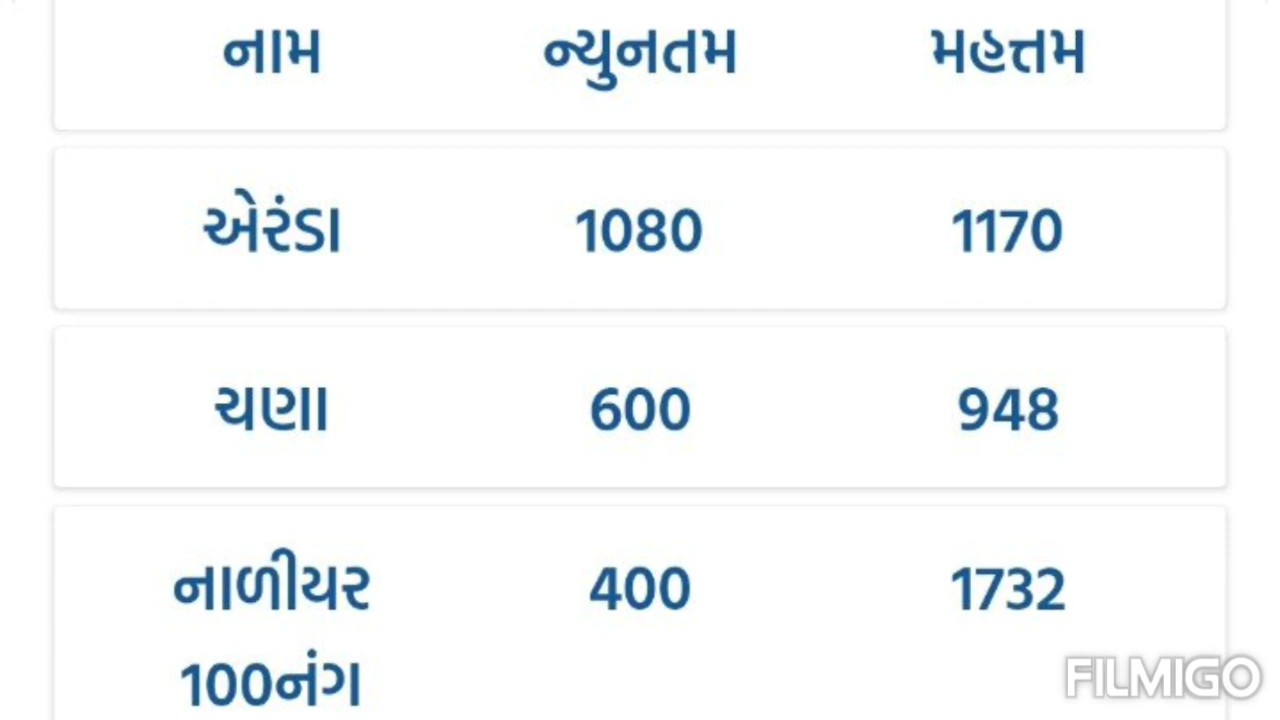 નામ ન્યુનતમ મહત્તમ
એરંડા 1080 1170
ચણા 600 948
નાળીયર 400 1732
100નંગ
FILMIGO